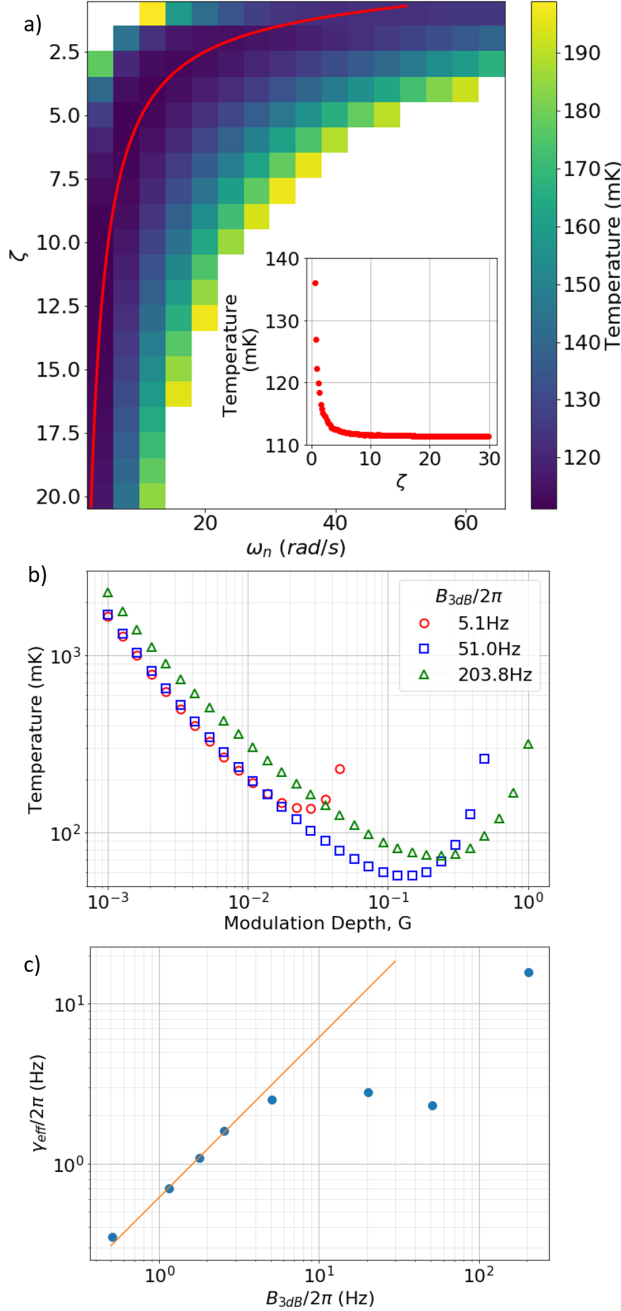 a)
2.5
5.0
7.5
10.0
12.5
15.0
17.5
20.0
ζ
20
40
60
ω_n (rad/s)
140
130
120
110
Temperature
(mK)
0
10
20
30
ζ
190
180
170
160
150
140
130
120
Temperature (mK)
b)
10^3
10^2
Temperature (mK)
B_3dB/2π
5.1Hz
51.0Hz
203.8Hz
10^−3
10^−2
10^−1
10^0
Modulation Depth, G
c)
10^1
10^0
γ_eff/2π (Hz)
10^0
10^1
10^2
B_3dB/2π (Hz)